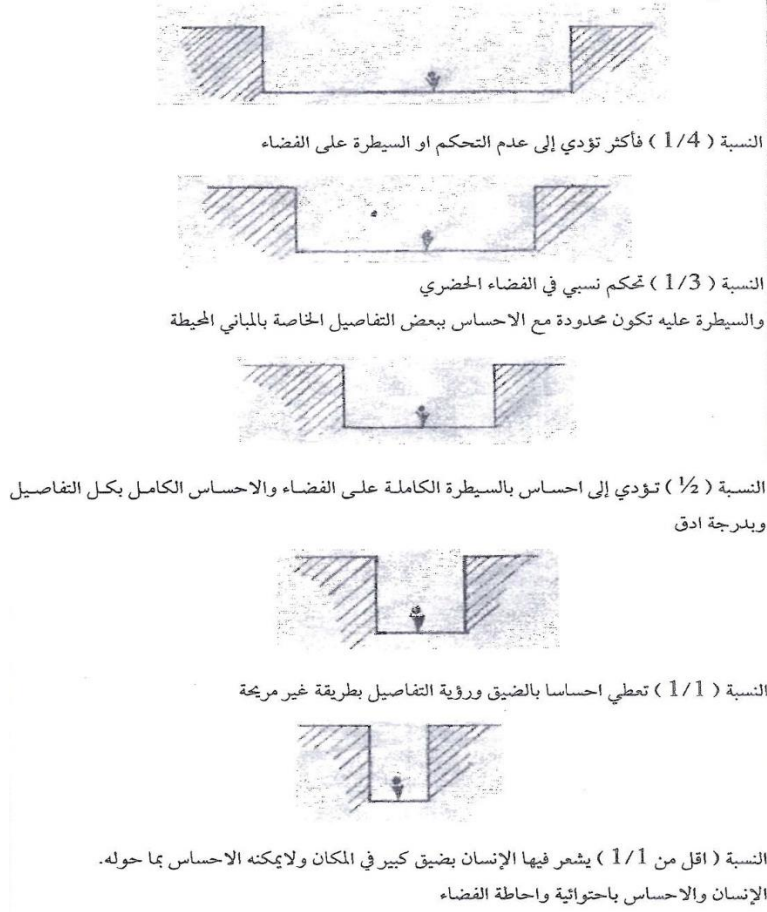 النسبة ( 1/4 ) فأكثر تؤدي إلى عدم التحكم او السيطرة على الفضاء
النسبة ( 1/3 ) تحكم نسبي في الفضاء الحضري
والسيطرة عليه تكون محدودة مع الاحساس ببعض التفاصيل الخاصة بالمباني المحيطة
النسبة ( ½ ) تؤدي إلى احساس بالسيطرة الكاملة على الفضاء والاحساس الكامل بكل التفاصيل
وبدرجة ادق
النسبة ( 1/1 ) تعطي احساسا بالضيق ورؤية التفاصيل بطريقة غير مريحة
النسبة ( اقل من 1/1 ) يشعر فيها الإنسان بضيق كبير في المكان ولايمكنه الاحساس بما حوله.
الإنسان والاحساس باحتوائية واحاطة الفضاء